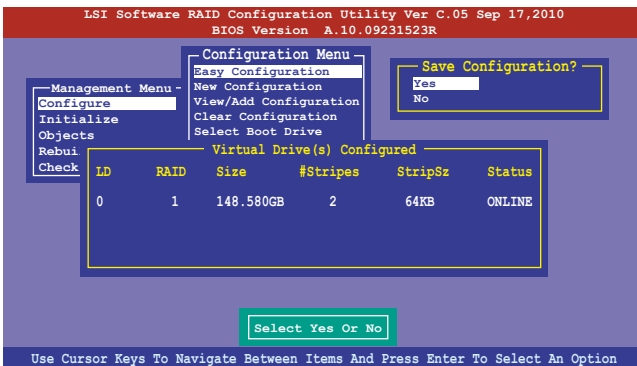 LSI Software RAID Configuration Utility Ver C.05 Sep 17,2010
BIOS Version A.10.09231523R
Configuration Menu
Easy Configuration
New Configuration
View/Add Configuration
Clear Configuration
Select Boot Drive
Save Configuration?
Yes
No
Management Menu
Configure
Initialize
Objects
Rebui
Check
Virtual Drive(s) Configured
LD RAID Size #Stripes StripSz Status
0 1 148.580GB 2 64KB ONLINE
Select Yes Or No
Use Cursor Keys To Navigate Between Items And Press Enter To Select An Option